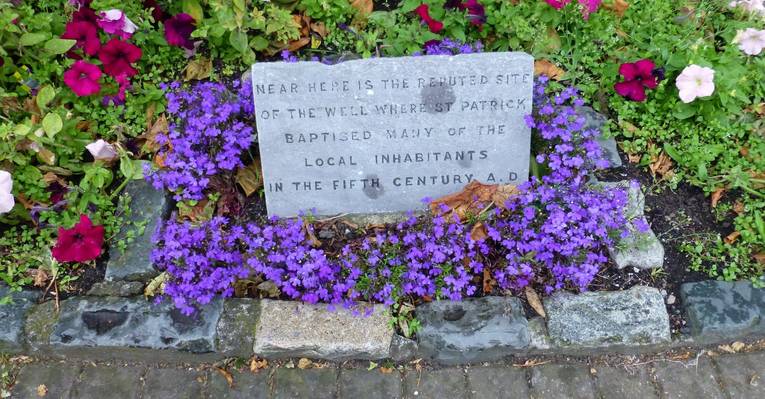 NEAR HERE IS THE REPUTED SITE
OF THE WELL WHERE ST PATRICK
BAPTISED MANY OF THE
LOCAL INHABITANTS
IN THE FIFTH CENTURY A.D.